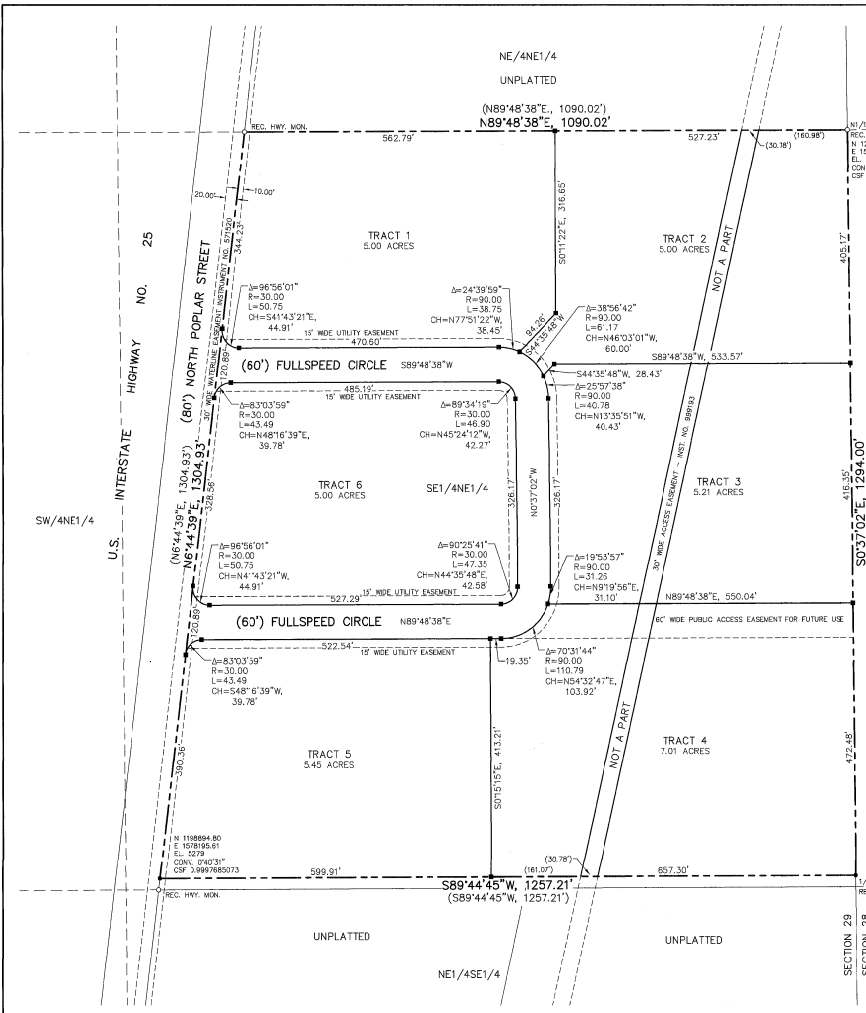 NE/4NE1/4
UNPLATTED
(N89°48'38"E., 1090.02')
N89°48'38"E, 1090.02'
REC. HWY. MON.
562.79'
527.23'
(160.98')
(30.18')
N1/1
REC.
N 12
E 15
EL.
CON
CSF
20.00'
10.00'
344.23'
S0°11'22"E, 316.65'
TRACT 1
5.00 ACRES
TRACT 2
5.00 ACRES
NOT A PART
405.17'
U.S. INTERSTATE HIGHWAY NO. 25
(80') NORTH POPLAR STREET
30' WIDE WATERLINE EASEMENT INSTRUMENT NO. 571520
Δ=96°56'01"
R=30.00
L=50.75
CH=S41°43'21"E,
44.91'
Δ=24°39'59"
R=90.00
L=38.75
CH=N77°51'22"W,
38.45'
94.26'
S44°35'48"W
Δ=38°56'42"
R=90.00
L=61.17
CH=N46°03'01"W,
60.00'
15' WIDE UTILITY EASEMENT
470.60'
120.89'
(60') FULLSPEED CIRCLE S89°48'38"W
S89°48'38"W, 533.57'
S44°35'48"W, 28.43'
485.19'
15' WIDE UTILITY EASEMENT
Δ=25°57'38"
R=90.00
L=40.78
CH=N13°35'51"W,
40.43'
Δ=83°03'59"
R=30.00
L=43.49
CH=N48°16'39"E,
39.78'
Δ=89°34'19"
R=30.00
L=46.90
CH=N45°24'12"W,
42.27'
(N6°44'39"E, 1304.93')
N6°44'39"E, 1304.93'
328.56'
TRACT 6
5.00 ACRES
SE1/4NE1/4
326.17'
N0°37'02"W
326.17'
30' WIDE ACCESS EASEMENT - INST. NO. 999193
TRACT 3
5.21 ACRES
416.35'
S0°37'02"E, 1294.00'
SW/4NE1/4
Δ=96°56'01"
R=30.00
L=50.75
CH=N41°43'21"W,
44.91'
Δ=90°25'41"
R=30.00
L=47.35
CH=N44°35'48"E,
42.58'
Δ=19°53'57"
R=90.00
L=31.26
CH=N9°19'56"E,
31.10'
15' WIDE UTILITY EASEMENT
527.29'
N89°48'38"E, 550.04'
120.89'
(60') FULLSPEED CIRCLE N89°48'38"E
60' WIDE PUBLIC ACCESS EASEMENT FOR FUTURE USE
522.54'
15' WIDE UTILITY EASEMENT
19.35'
Δ=83°03'59"
R=30.00
L=43.49
CH=S48°16'39"W,
39.78'
Δ=70°31'44"
R=90.00
L=110.79
CH=N54°32'47"E,
103.92'
390.36'
S0°15'15"E, 413.21'
TRACT 5
5.45 ACRES
TRACT 4
7.01 ACRES
NOT A PART
472.48'
N 1198894.80
E 1578195.61
EL. 5279
CONV. 0°40'31"
CSF 0.9997685073
599.91'
(30.78')
(161.07')
657.30'
S89°44'45"W, 1257.21'
(S89°44'45"W, 1257.21')
REC. HWY. MON.
1/
RE
UNPLATTED
UNPLATTED
NE1/4SE1/4
SECTION 29
SECTION 28